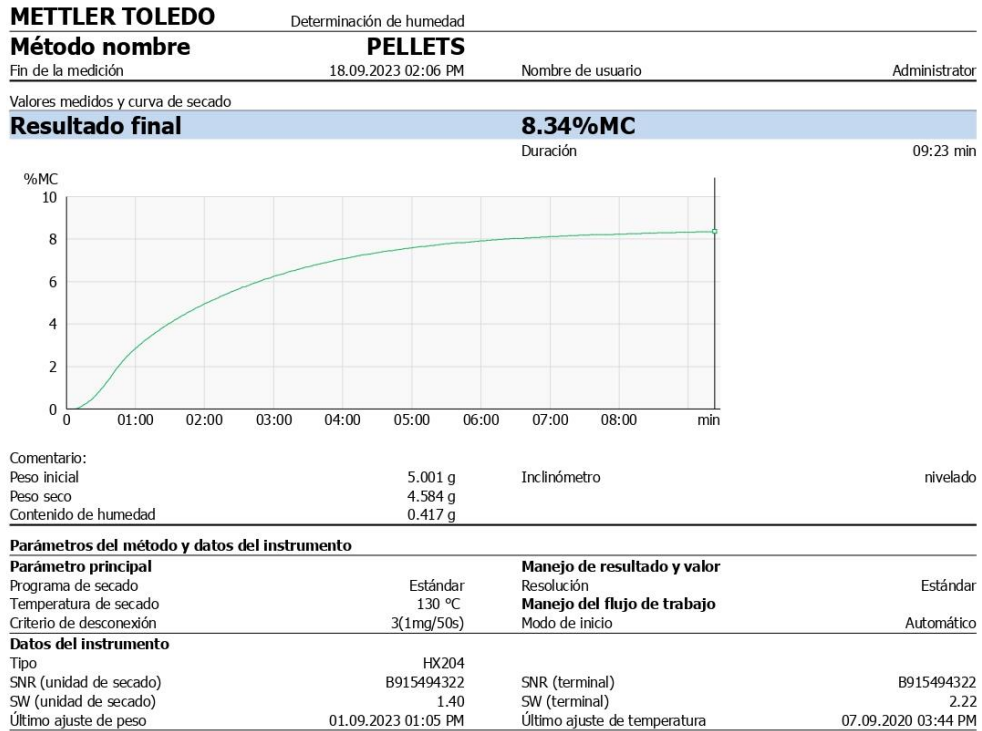 METTLER TOLEDO Determinación de humedad
Método nombre PELLETS
Fin de la medición 18.09.2023 02:06 PM Nombre de usuario Administrator
Valores medidos y curva de secado
Resultado final 8.34%MC
Duración 09:23 min
%MC
10
8
6
4
2
0
0 01:00 02:00 03:00 04:00 05:00 06:00 07:00 08:00 min
Comentario:
Peso inicial 5.001 g Inclinómetro nivelado
Peso seco 4.584 g
Contenido de humedad 0.417 g
Parámetros del método y datos del instrumento
Parámetro principal Manejo de resultado y valor
Programa de secado Estándar Resolución Estándar
Temperatura de secado 130 ºC Manejo del flujo de trabajo
Criterio de desconexión 3(1mg/50s) Modo de inicio Automático
Datos del instrumento
Tipo HX204
SNR (unidad de secado) B915494322 SNR (terminal) B915494322
SW (unidad de secado) 1.40 SW (terminal) 2.22
Último ajuste de peso 01.09.2023 01:05 PM Último ajuste de temperatura 07.09.2020 03:44 PM